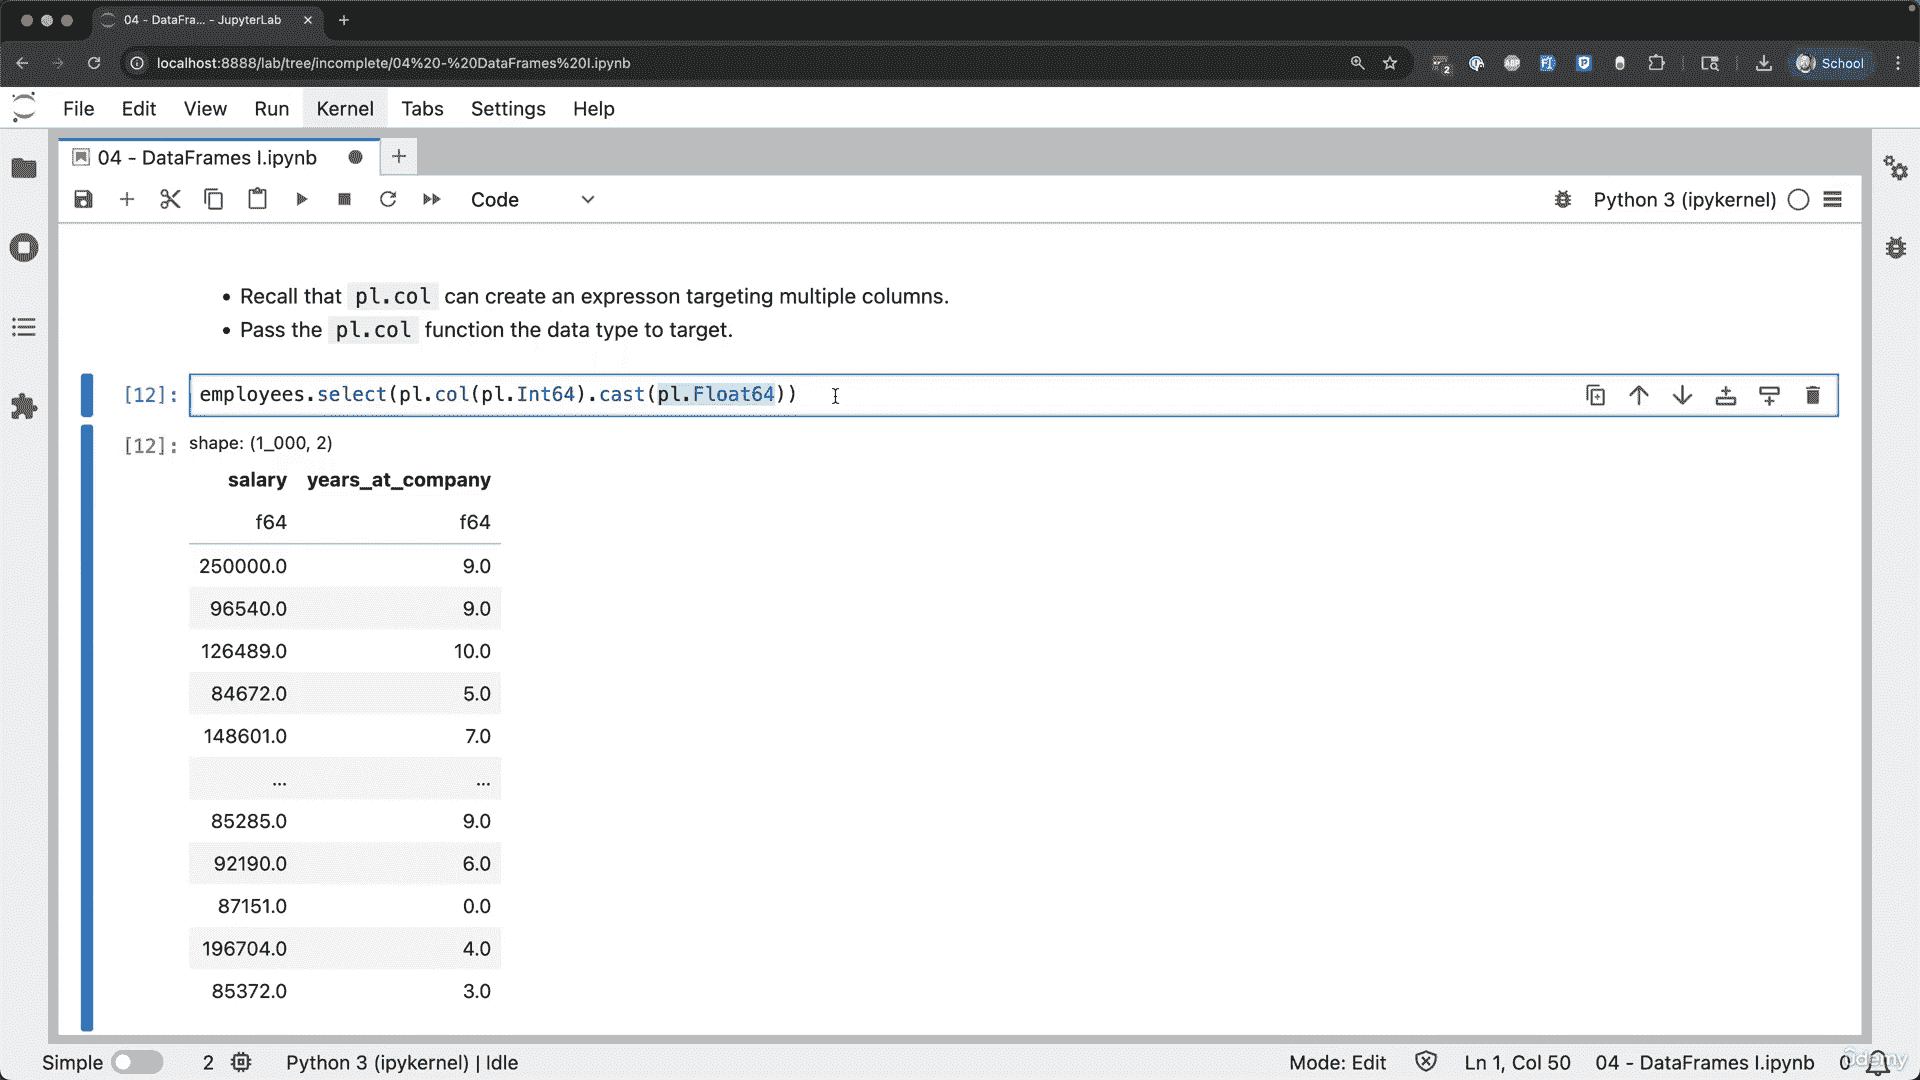 04 - DataFra... - JupyterLab
localhost:8888/lab/tree/incomplete/04%20-%20DataFrames%20I.ipynb
2
ABP
School
File Edit View Run Kernel Tabs Settings Help
04 - DataFrames I.ipynb
Code
Python 3 (ipykernel)
• Recall that pl.col can create an expresson targeting multiple columns.
• Pass the pl.col function the data type to target.
[12]: employees.select(pl.col(pl.Int64).cast(pl.Float64))
[12]: shape: (1_000, 2)
salary years_at_company
f64 f64
250000.0 9.0
96540.0 9.0
126489.0 10.0
84672.0 5.0
148601.0 7.0
... ...
85285.0 9.0
92190.0 6.0
87151.0 0.0
196704.0 4.0
85372.0 3.0
Simple 2 Python 3 (ipykernel) | Idle Mode: Edit Ln 1, Col 50 04 - DataFrames I.ipynb 0
udemy